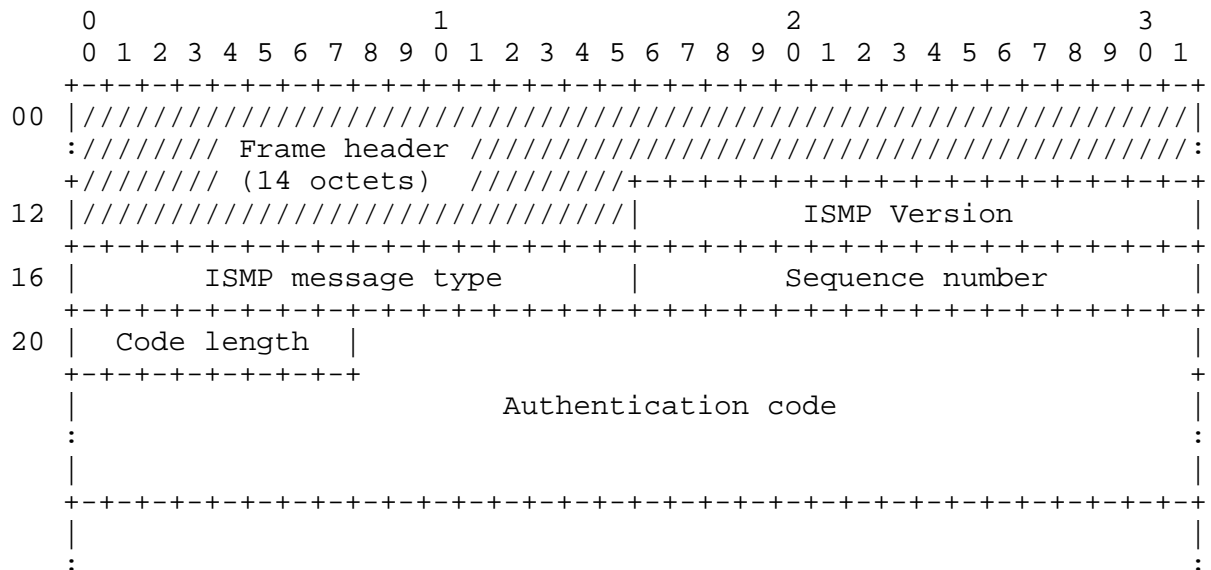 0                   1                   2                   3
 0 1 2 3 4 5 6 7 8 9 0 1 2 3 4 5 6 7 8 9 0 1 2 3 4 5 6 7 8 9 0 1
   +-+-+-+-+-+-+-+-+-+-+-+-+-+-+-+-+-+-+-+-+-+-+-+-+-+-+-+-+-+-+-+-+
00 |///////////////////////////////////////////////////////////////|
   ://////// Frame header /////////////////////////////////////////:
   +//////// (14 octets)  /////////+-+-+-+-+-+-+-+-+-+-+-+-+-+-+-+-+
12 |///////////////////////////////|         ISMP Version          |
   +-+-+-+-+-+-+-+-+-+-+-+-+-+-+-+-+-+-+-+-+-+-+-+-+-+-+-+-+-+-+-+-+
16 |       ISMP message type       |        Sequence number        |
   +-+-+-+-+-+-+-+-+-+-+-+-+-+-+-+-+-+-+-+-+-+-+-+-+-+-+-+-+-+-+-+-+
20 |  Code length  |                                               |
   +-+-+-+-+-+-+-+-+                                               +
   |                        Authentication code                    |
   :                                                               :
   |                                                               |
   +-+-+-+-+-+-+-+-+-+-+-+-+-+-+-+-+-+-+-+-+-+-+-+-+-+-+-+-+-+-+-+-+
   |                                                               |
   :                                                               :